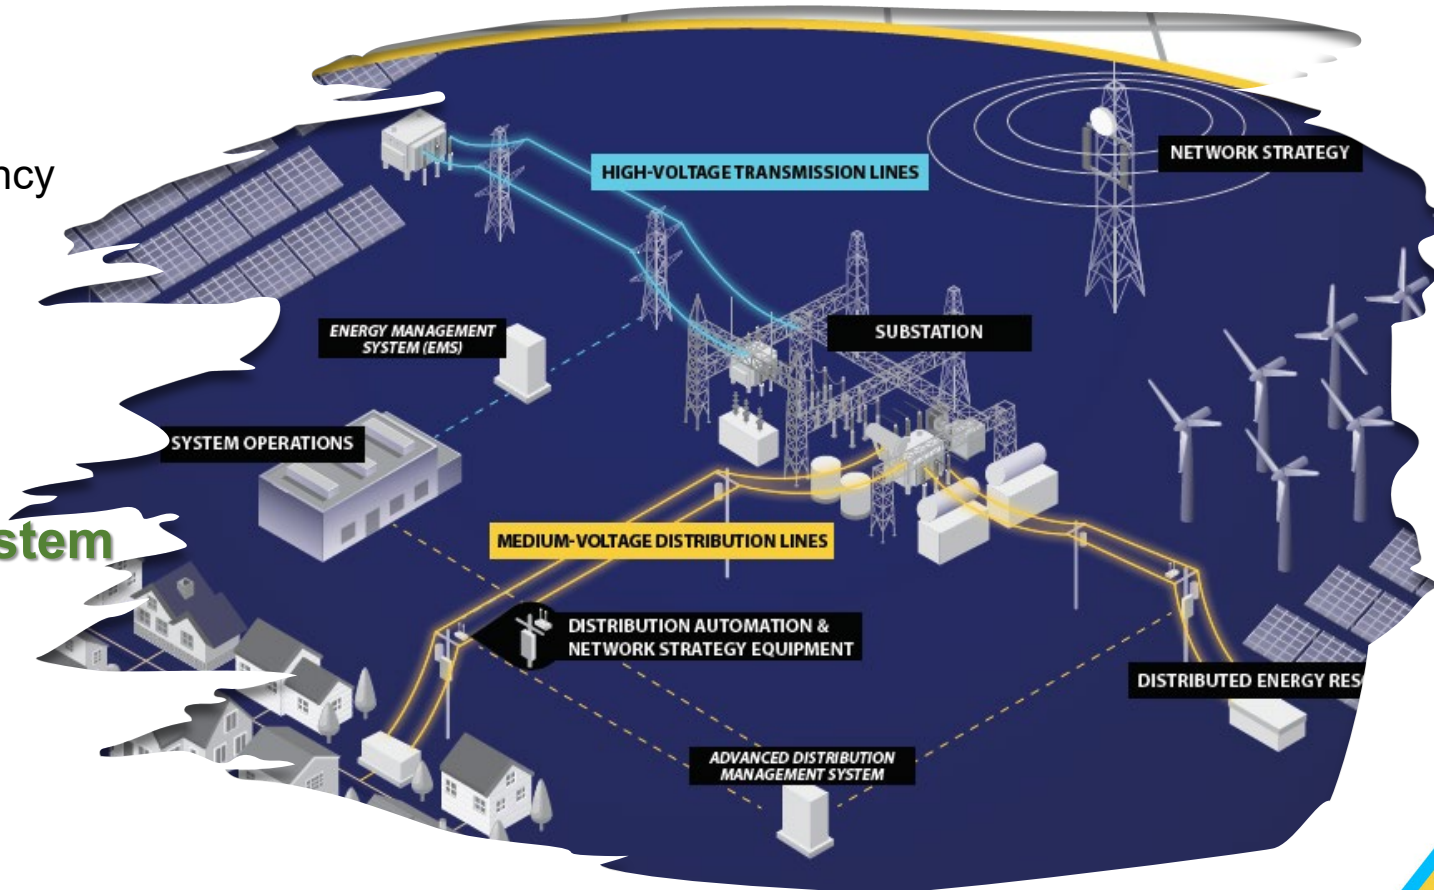 ncy
HIGH-VOLTAGE TRANSMISSION LINES
NETWORK STRATEGY
ENERGY MANAGEMENT
SYSTEM (EMS)
SUBSTATION
SYSTEM OPERATIONS
stem
MEDIUM-VOLTAGE DISTRIBUTION LINES
DISTRIBUTION AUTOMATION &
NETWORK STRATEGY EQUIPMENT
DISTRIBUTED ENERGY RES
ADVANCED DISTRIBUTION
MANAGEMENT SYSTEM